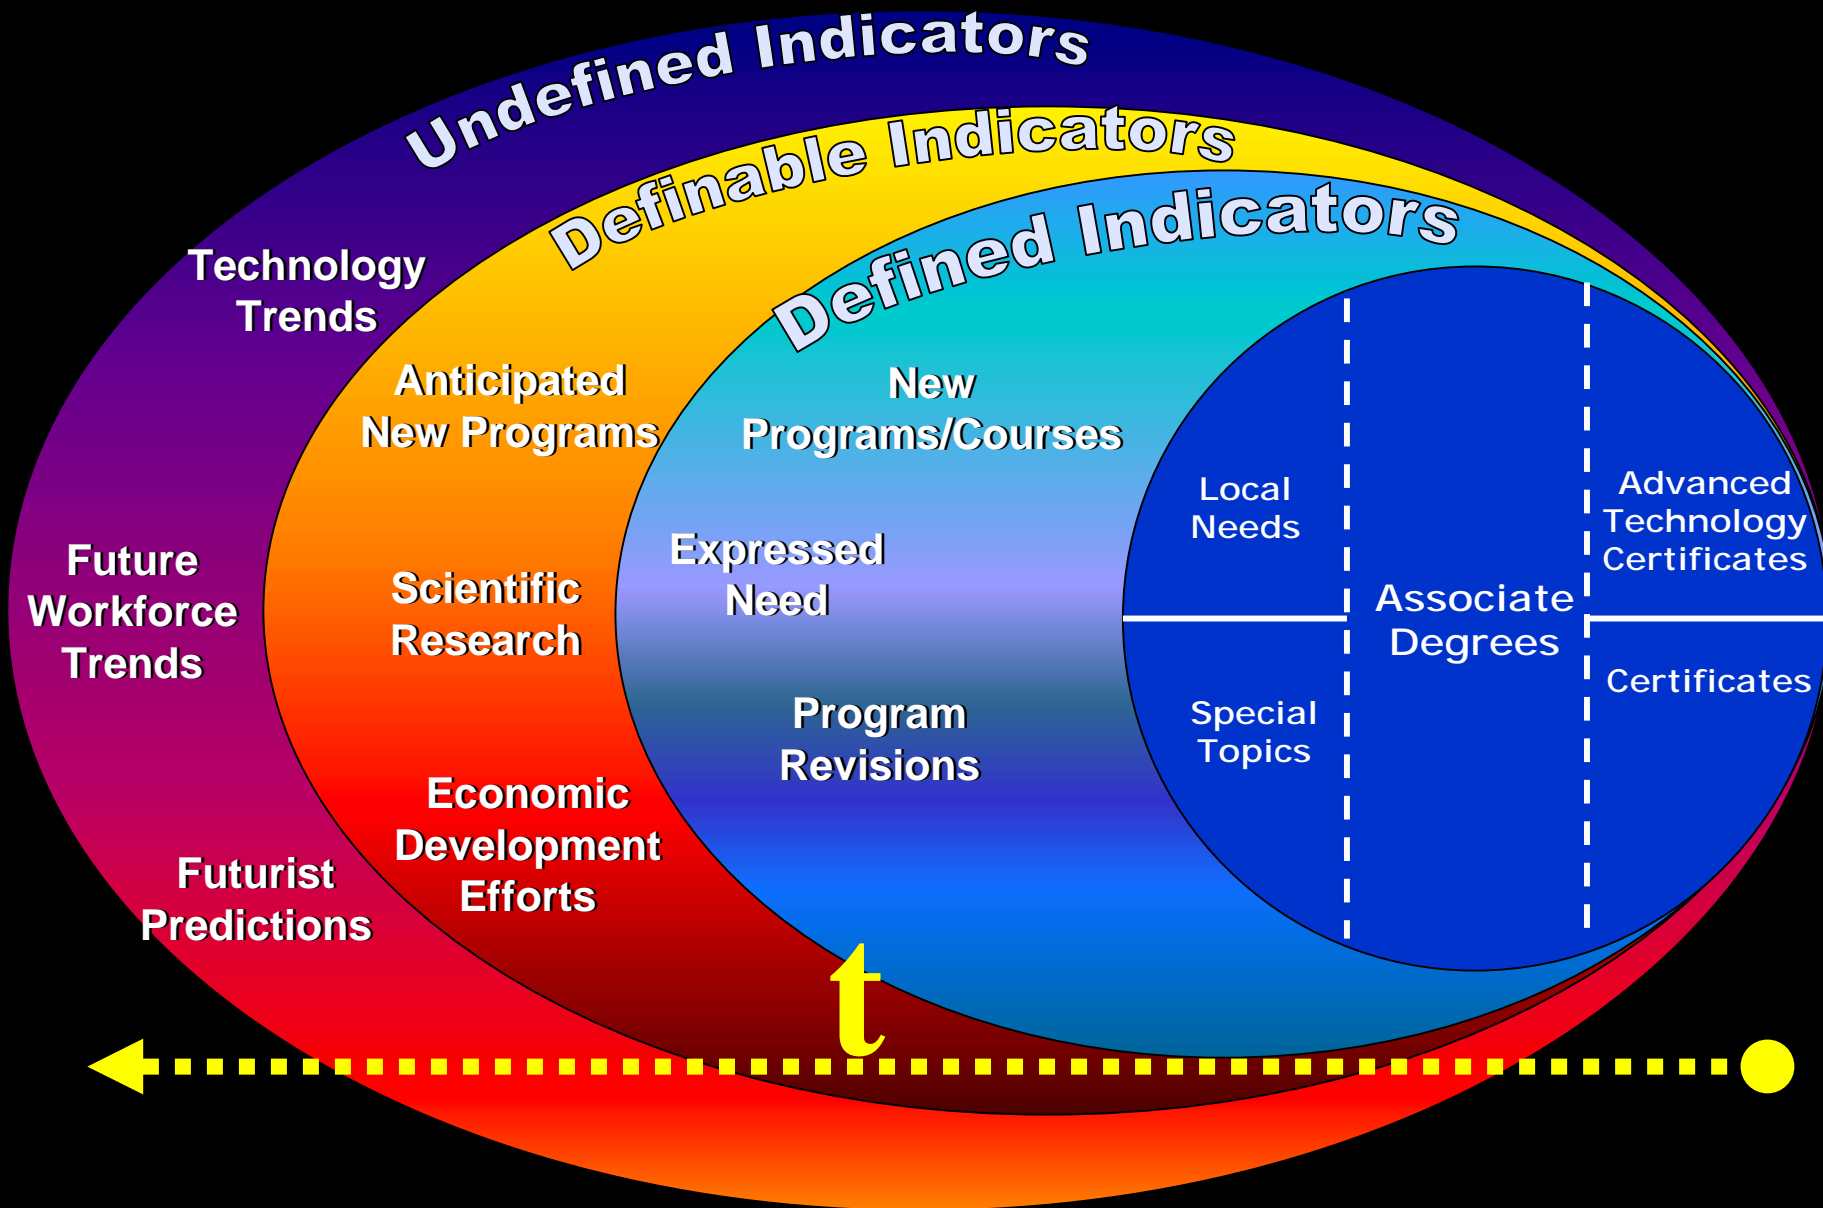 Undefined Indicators
Definable Indicators
Defined Indicators
Technology
Trends
Future
Workforce
Trends
Futurist
Predictions
Anticipated
New Programs
Scientific
Research
Economic
Development
Efforts
New
Programs/Courses
Expressed
Need
Program
Revisions
Local
Needs
Special
Topics
Associate
Degrees
Advanced
Technology
Certificates
Certificates
t